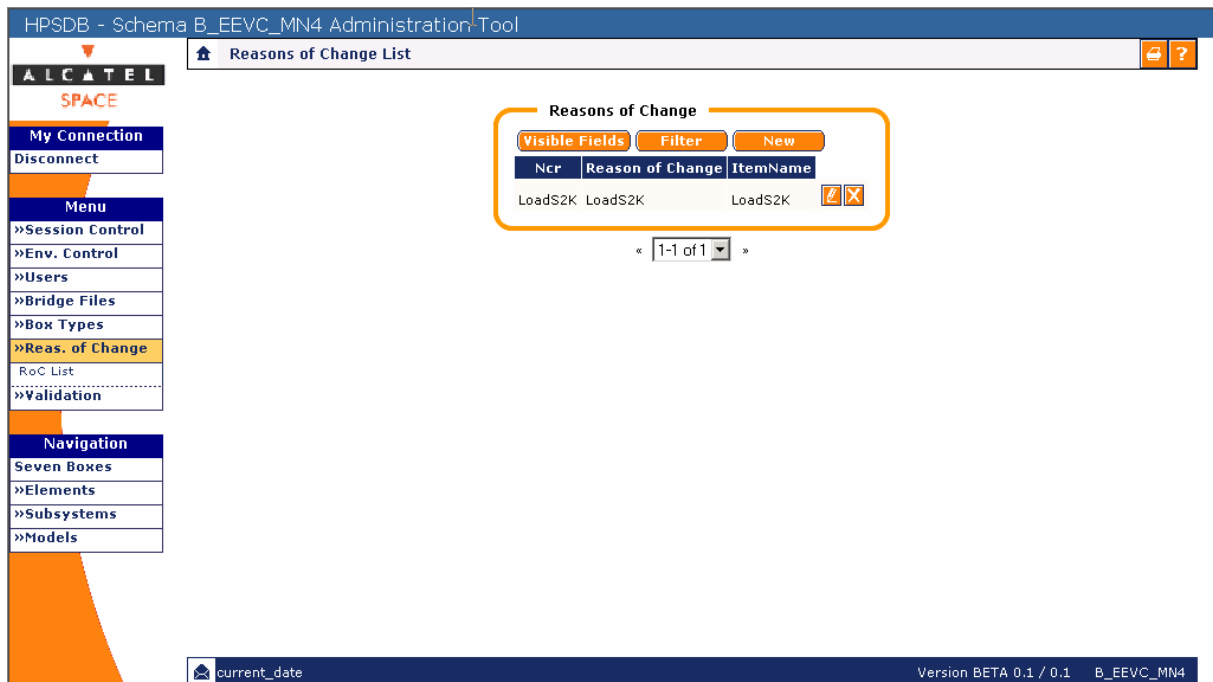 HPSDB - Schema B_EEVC_MN4 Administration Tool
ALCATEL
SPACE
Reasons of Change List
?
My Connection
Disconnect
Menu
»Session Control
»Env. Control
»Users
»Bridge Files
»Box Types
»Reas. of Change
RoC List
»Validation
Navigation
Seven Boxes
»Elements
»Subsystems
»Models
Reasons of Change
Visible Fields Filter New
Ncr Reason of Change ItemName
LoadS2K LoadS2K LoadS2K X
« 1-1 of 1 »
current_date Version BETA 0.1 / 0.1 B_EEVC_MN4